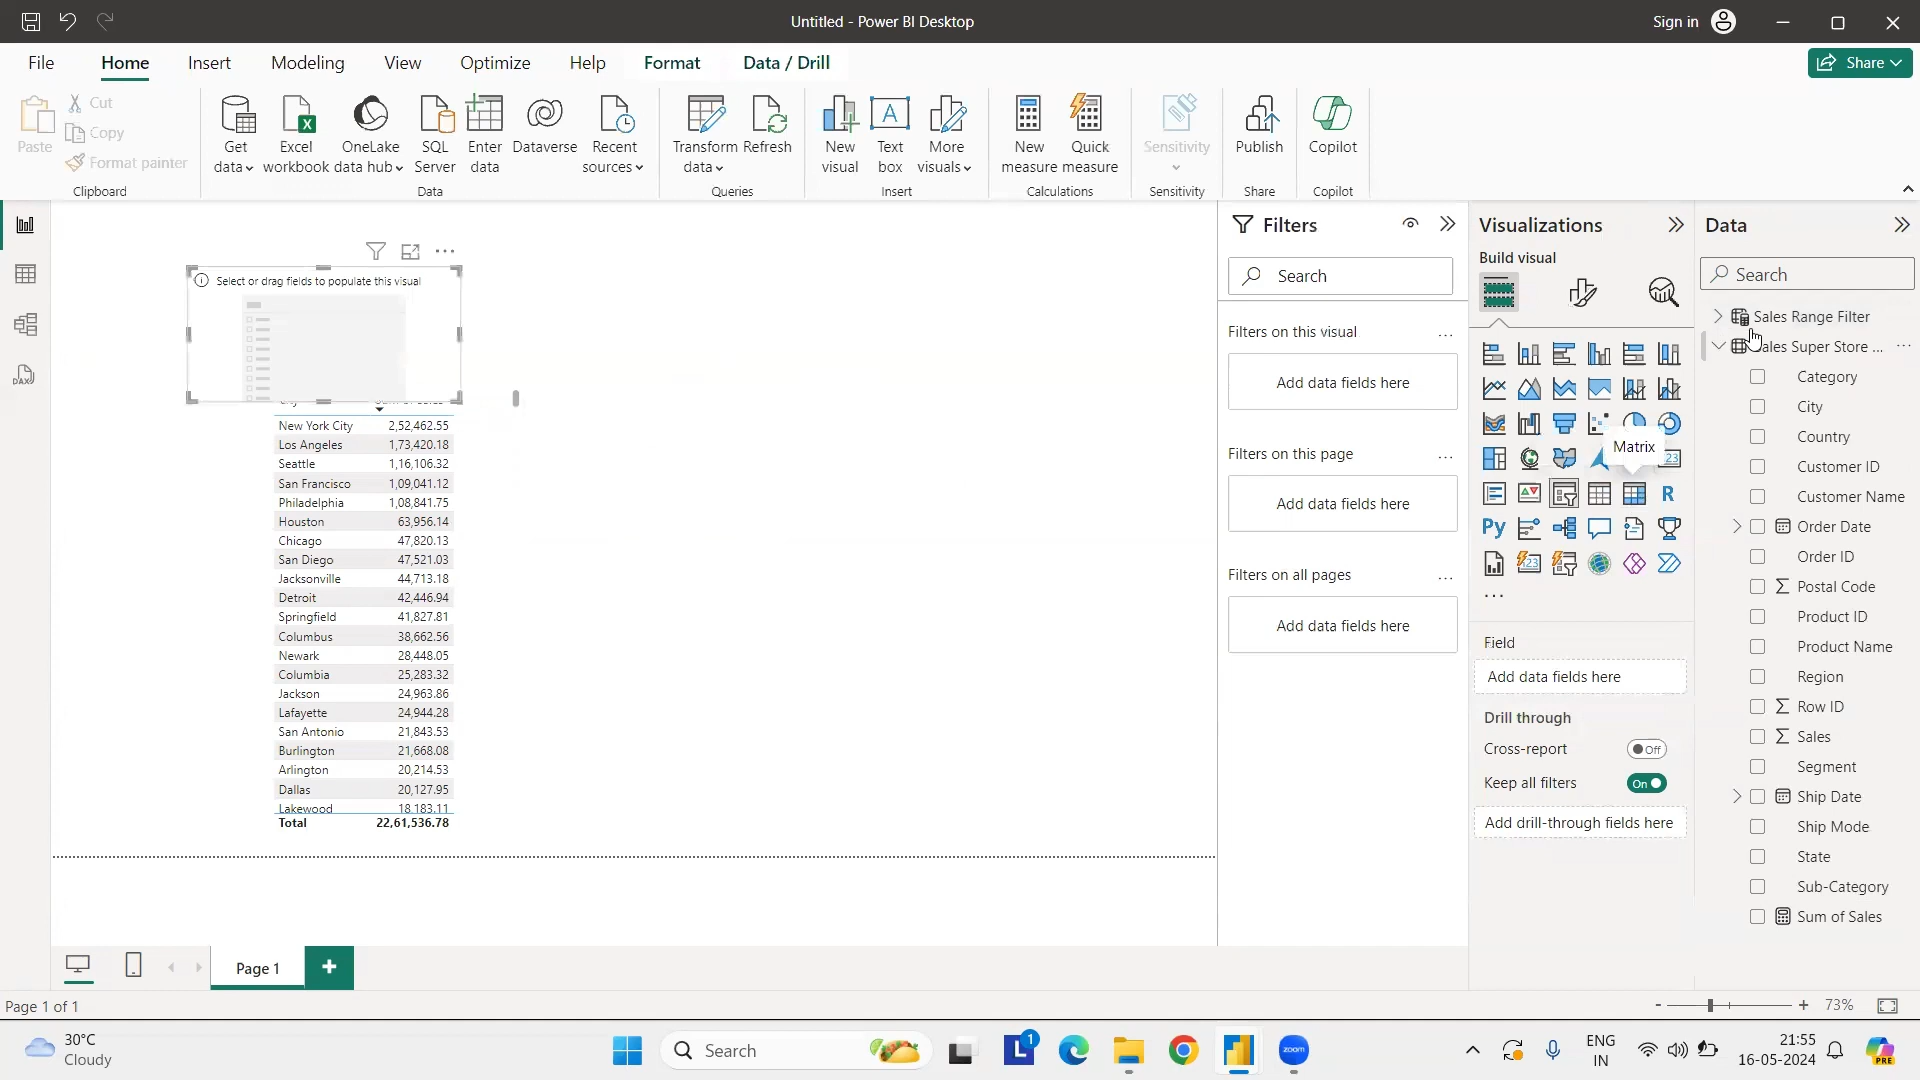 Untitled - Power BI Desktop
Sign in
File Home Insert Modeling View Optimize Help Format Data / Drill
Share
Paste
Cut
Copy
Format painter
Clipboard
Get data
Excel workbook
OneLake data hub
SQL Server
Enter data
Dataverse
Recent sources
Data
Transform data
Refresh
Queries
New visual
Text box
More visuals
Insert
New measure
Quick measure
Calculations
Sensitivity
Sensitivity
Publish
Share
Copilot
Copilot
Select or drag fields to populate this visual
New York City 2,52,462.55
Los Angeles 1,73,420.18
Seattle 1,16,106.32
San Francisco 1,09,041.12
Philadelphia 1,08,841.75
Houston 63,956.14
Chicago 47,820.13
San Diego 47,521.03
Jacksonville 44,713.18
Detroit 42,446.94
Springfield 41,827.81
Columbus 38,662.56
Newark 28,448.05
Columbia 25,283.32
Jackson 24,963.86
Lafayette 24,944.28
San Antonio 21,843.53
Burlington 21,668.08
Arlington 20,214.53
Dallas 20,127.95
Lakewood 18,183.11
Total 22,61,536.78
Filters
Search
Filters on this visual ...
Add data fields here
Filters on this page ...
Add data fields here
Filters on all pages ...
Add data fields here
Visualizations
Build visual
Matrix
123
R
Py
123
...
Field
Add data fields here
Drill through
Cross-report Off
Keep all filters On
Add drill-through fields here
Data
Search
Sales Range Filter
Sales Super Store ... ...
Category
City
Country
Customer ID
Customer Name
Order Date
Order ID
Postal Code
Product ID
Product Name
Region
Row ID
Sales
Segment
Ship Date
Ship Mode
State
Sub-Category
Sum of Sales
Page 1 +
Page 1 of 1
- + 73%
30°C
Cloudy
Search
1
zoom
ENG
IN
21:55
16-05-2024
PRE